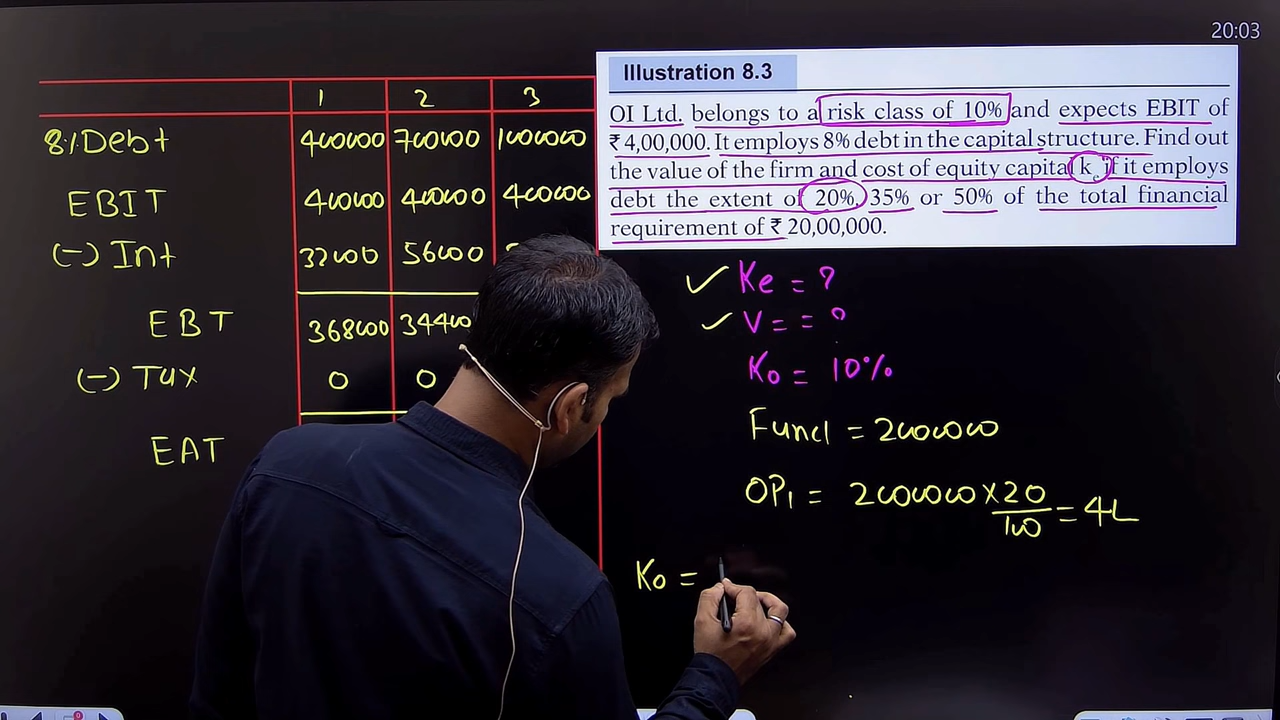 20:03
1 2 3
8% Debt 400000 700000 1000000
EBIT 400000 400000 400000
(-) Int 32000 56000
EBT 368000 34400
(-) Tax 0 0
EAT
Illustration 8.3
OI Ltd. belongs to a risk class of 10% and expects EBIT of
₹ 4,00,000. It employs 8% debt in the capital structure. Find out
the value of the firm and cost of equity capital kₑ if it employs
debt the extent of 20%, 35% or 50% of the total financial
requirement of ₹ 20,00,000.
✓ Ke = ?
✓ V = = ?
Ko = 10%
Fund = 2000000
OP1 = 2000000 × 20/100 = 4L
Ko =